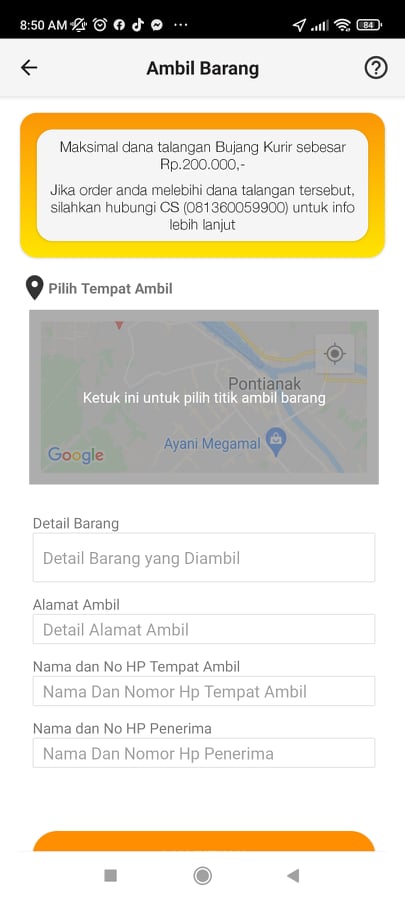 8:50 AM
84
Ambil Barang
Maksimal dana talangan Bujang Kurir sebesar
Rp.200.000,-
Jika order anda melebihi dana talangan tersebut,
silahkan hubungi CS (081360059900) untuk info
lebih lanjut
Pilih Tempat Ambil
Pontianak
Ketuk ini untuk pilih titik ambil barang
Ayani Megamal
Google
Detail Barang
Detail Barang yang Diambil
Alamat Ambil
Detail Alamat Ambil
Nama dan No HP Tempat Ambil
Nama Dan Nomor Hp Tempat Ambil
Nama dan No HP Penerima
Nama Dan Nomor Hp Penerima